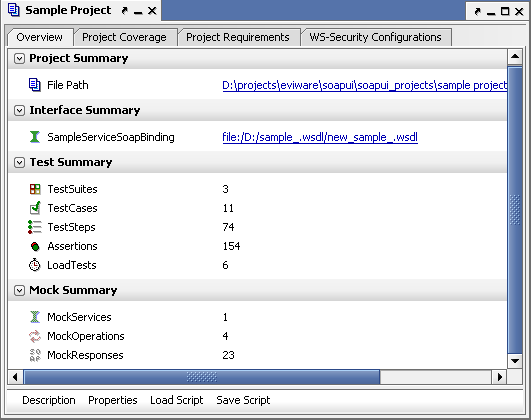 Sample Project
Overview Project Coverage Project Requirements WS-Security Configurations
Project Summary
File Path D:\projects\eviware\soapui\soapui_projects\sample project
Interface Summary
SampleServiceSoapBinding file:/D:/sample_.wsdl/new_sample_.wsdl
Test Summary
TestSuites 3
TestCases 11
TestSteps 74
Assertions 154
LoadTests 6
Mock Summary
MockServices 1
MockOperations 4
MockResponses 23
Description Properties Load Script Save Script